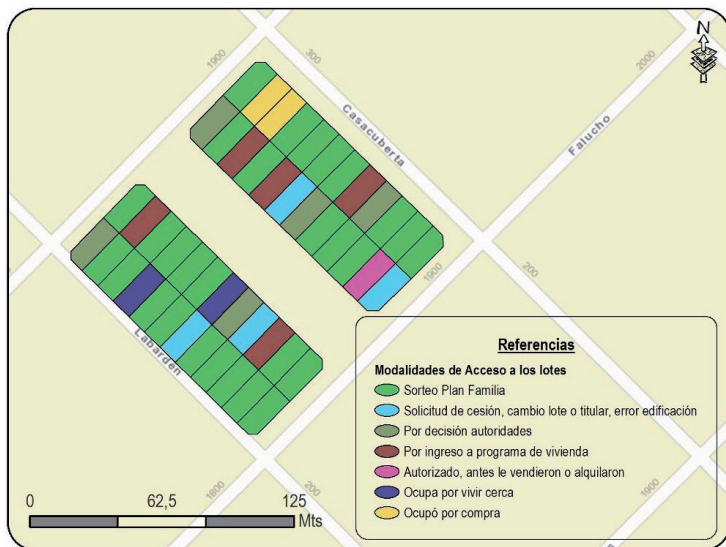 N
1900
300
2000
Casacuberta
Falucho
1900
200
Labarden
1800
200
1900
Referencias
Modalidades de Acceso a los lotes
Sorteo Plan Familia
Solicitud de cesión, cambio lote o titular, error edificación
Por decisión autoridades
Por ingreso a programa de vivienda
Autorizado, antes le vendieron o alquilaron
Ocupa por vivir cerca
Ocupó por compra
0 62,5 125
Mts